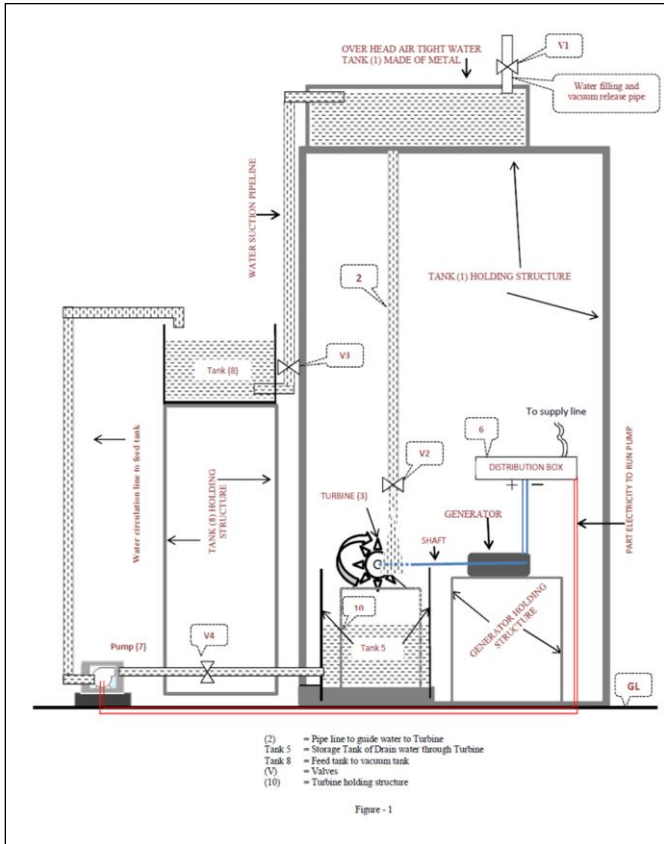 V1
OVER HEAD AIR TIGHT WATER
TANK (1) MADE OF METAL
Water filling and
vacuum release pipe
WATER SUCTION PIPELINE
2
TANK (1) HOLDING STRUCTURE
Tank (8)
V3
To supply line
6
DISTRIBUTION BOX
+
−
V2
TURBINE (3)
GENERATOR
SHAFT
PART ELECTRICITY TO RUN PUMP
Water circulation line to feed tank
TANK (8) HOLDING
STRUCTURE
10
Tank 5
GENERATOR HOLDING
STRUCTURE
Pump (7)
V4
GL
(2) = Pipe line to guide water to Turbine
Tank 5 = Storage Tank of Drain water through Turbine
Tank 8 = Feed tank to vacuum tank
(V) = Valves
(10) = Turbine holding structure
Figure - 1